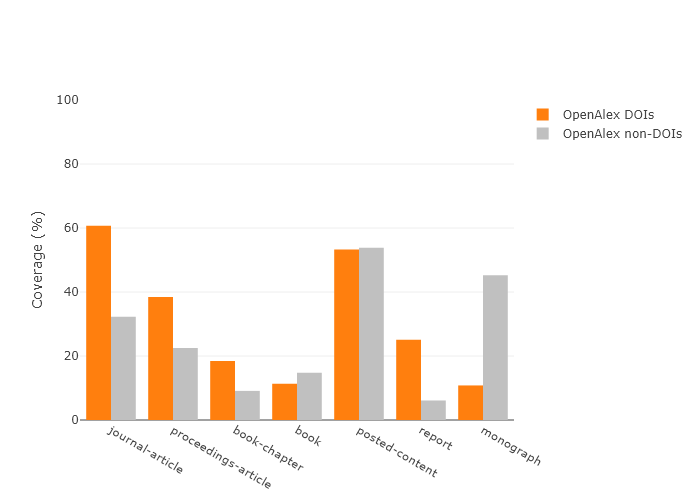 100
80
60
40
20
0
Coverage (%)
journal-article
proceedings-article
book-chapter
book
posted-content
report
monograph
OpenAlex DOIs
OpenAlex non-DOIs